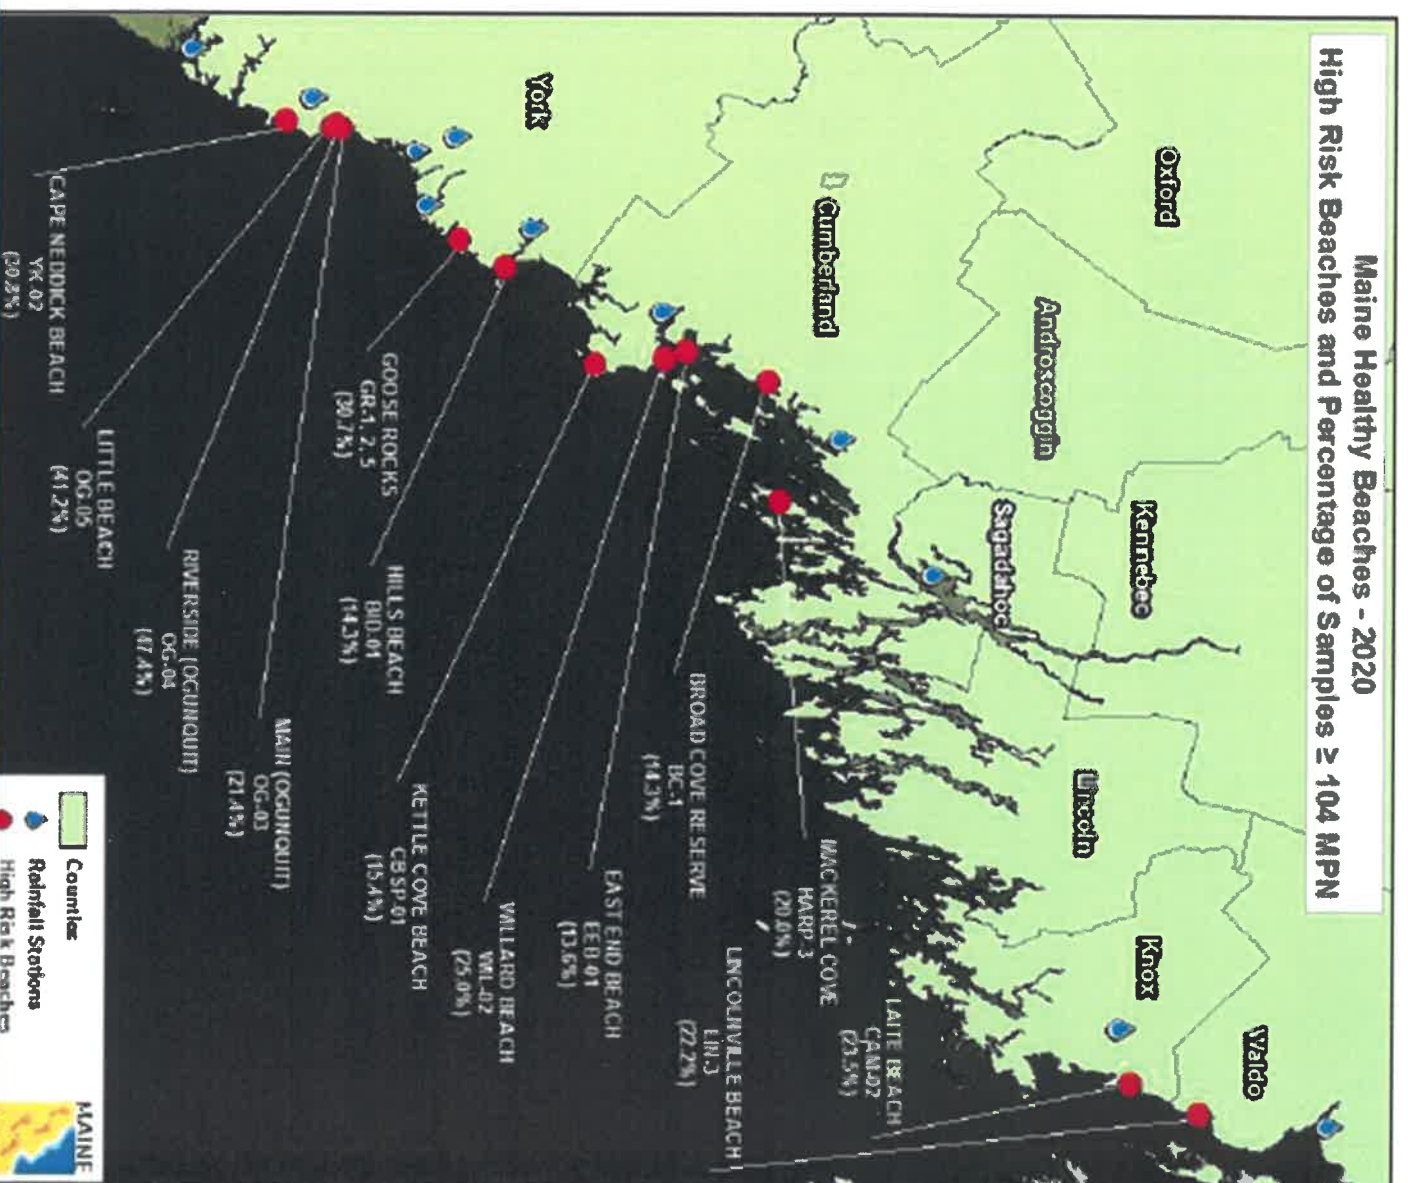 Maine Healthy Beaches - 2020
High Risk Beaches and Percentage of Samples ≥ 104 MPN
Oxford
Androscoggin
Kennebec
Waldo
Knox
Lincoln
Sagadahoc
Cumberland
York
LAITE BEACH
CAM-02
(23.5%)
LINCOLNVILLE BEACH
LIN-3
(22.2%)
MACKEREL COVE
HARP-3
(20.0%)
BROAD COVE RESERVE
BC-1
(14.3%)
EAST END BEACH
EEB-01
(13.6%)
WILLARD BEACH
WIL-02
(25.0%)
KETTLE COVE BEACH
CBSP-01
(15.4%)
HILLS BEACH
BID-01
(14.3%)
GOOSE ROCKS
GR-1, 2, 5
(30.7%)
MAIN (OGUNQUIT)
OG-03
(21.4%)
RIVERSIDE (OGUNQUIT)
OG-04
(47.4%)
LITTLE BEACH
OG-05
(41.2%)
CAPE NEDDICK BEACH
YK-02
Counties
Rainfall Stations
High Risk Beaches
MAINE